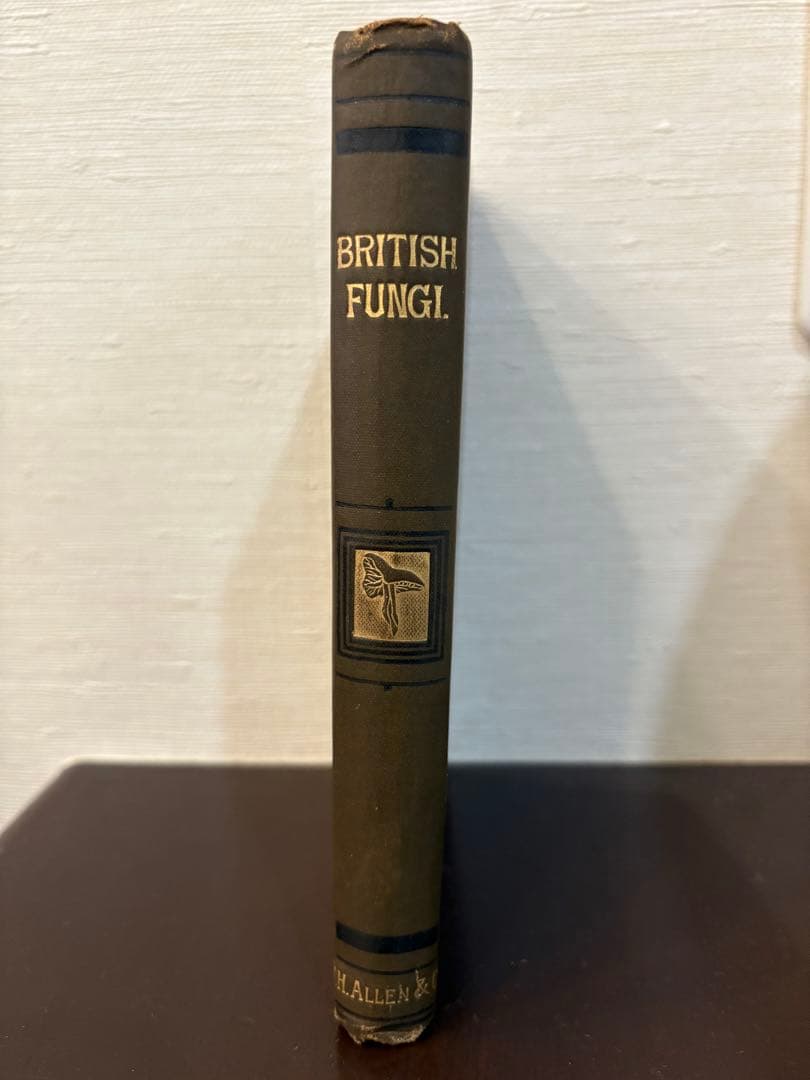 BRITISH
FUNGI.
H. ALLEN & C